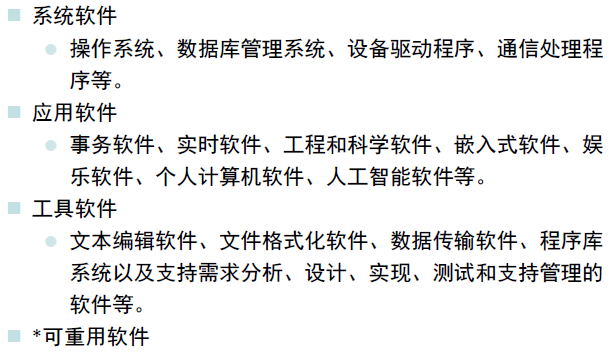 系统软件
操作系统、数据库管理系统、设备驱动程序、通信处理程
序等。
应用软件
事务软件、实时软件、工程和科学软件、嵌入式软件、娱
乐软件、个人计算机软件、人工智能软件等。
工具软件
文本编辑软件、文件格式化软件、数据传输软件、程序库
系统以及支持需求分析、设计、实现、测试和支持管理的
软件等。
*可重用软件